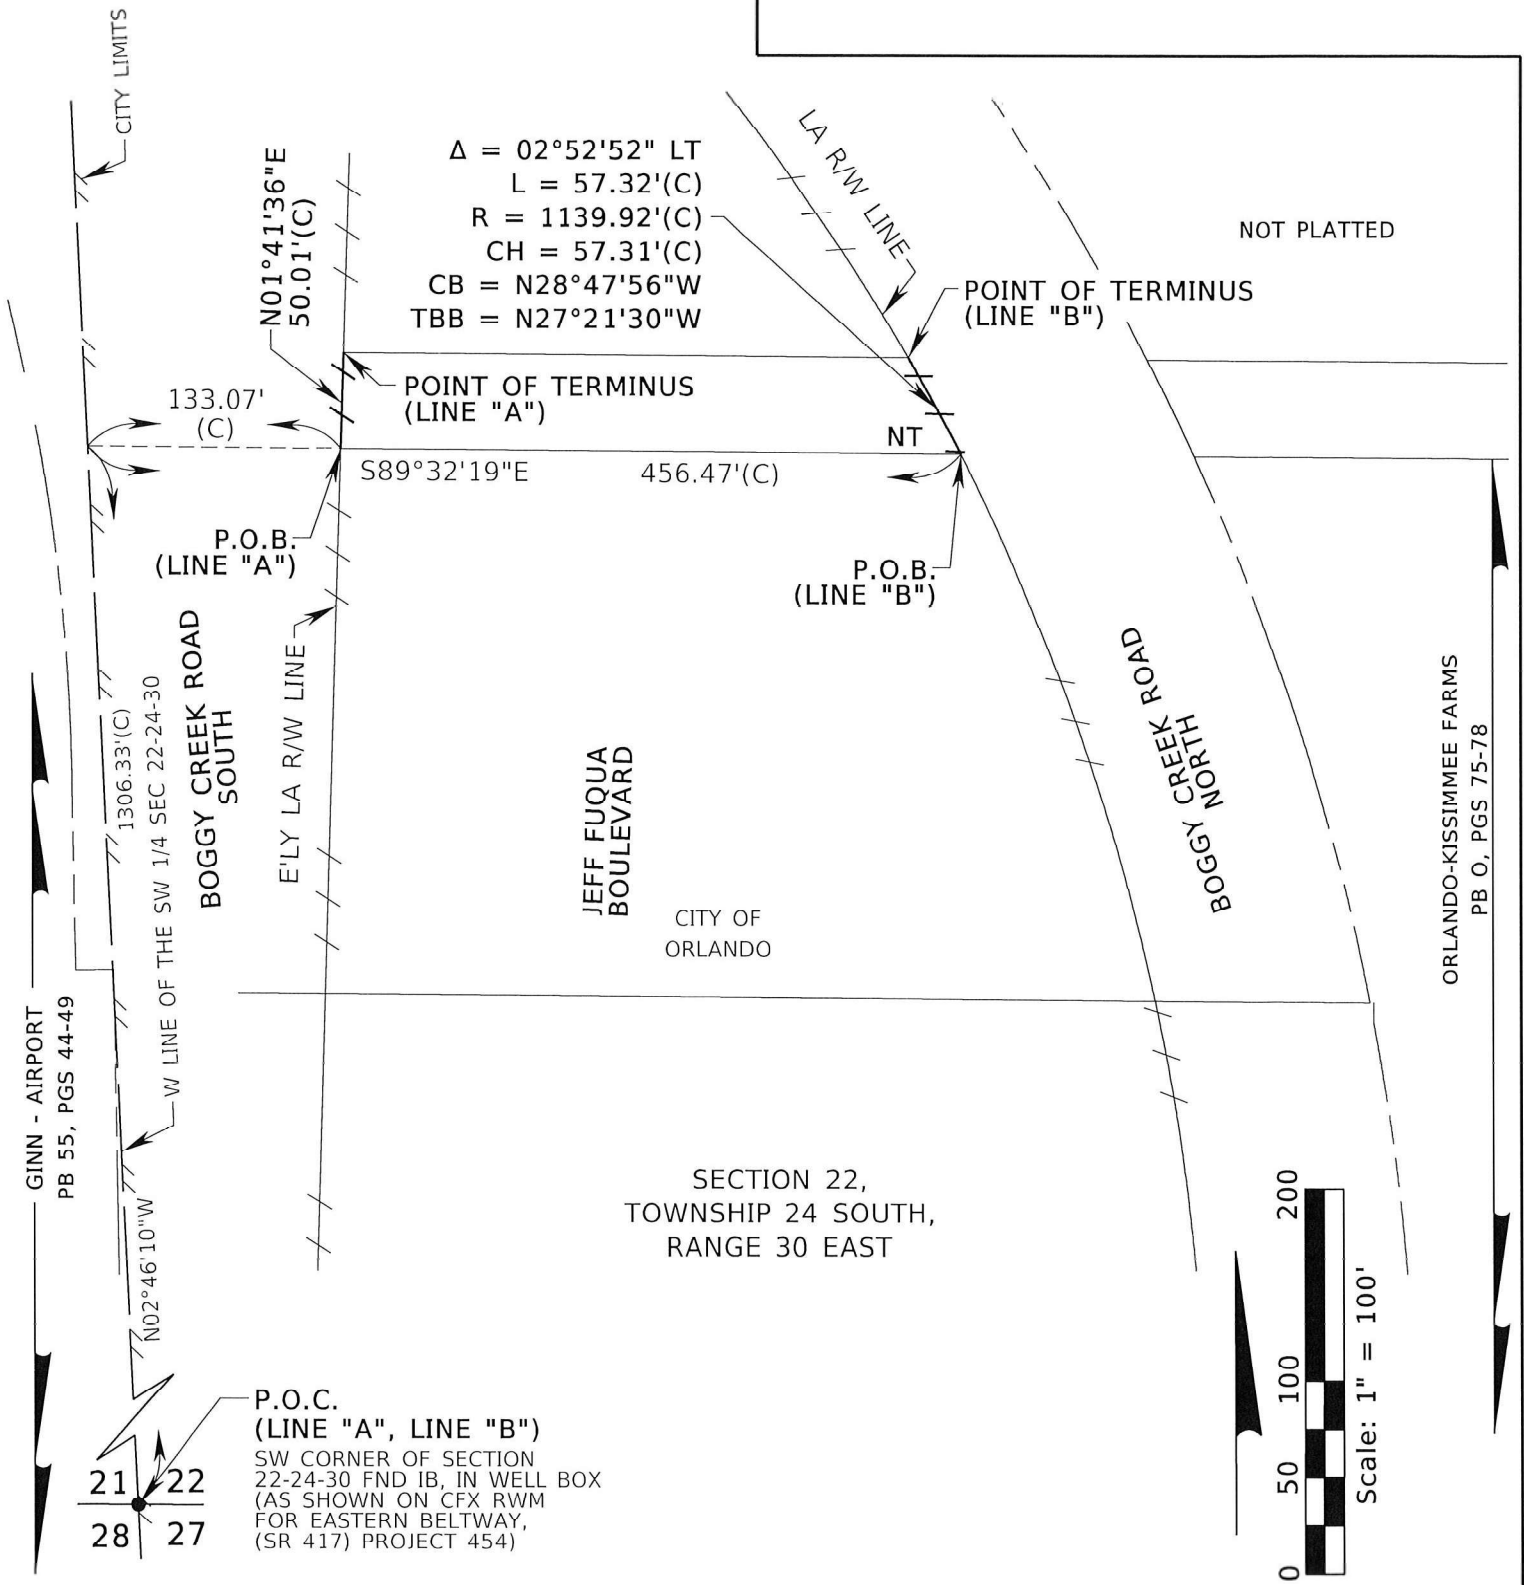 CITY LIMITS
N01°41'36"E
50.01'(C)
Δ = 02°52'52" LT
L = 57.32'(C)
R = 1139.92'(C)
CH = 57.31'(C)
CB = N28°47'56"W
TBB = N27°21'30"W
LA R/W LINE
NOT PLATTED
POINT OF TERMINUS
(LINE "B")
POINT OF TERMINUS
(LINE "A")
133.07'
(C)
NT
S89°32'19"E 456.47'(C)
P.O.B.
(LINE "A")
P.O.B.
(LINE "B")
BOGGY CREEK ROAD
SOUTH
E'LY LA R/W LINE
1306.33'(C)
W LINE OF THE SW 1/4 SEC 22-24-30
N02°46'10"W
JEFF FUQUA
BOULEVARD
CITY OF
ORLANDO
BOGGY CREEK ROAD
NORTH
ORLANDO-KISSIMMEE FARMS
PB O, PGS 75-78
GINN - AIRPORT
PB 55, PGS 44-49
SECTION 22,
TOWNSHIP 24 SOUTH,
RANGE 30 EAST
P.O.C.
(LINE "A", LINE "B")
SW CORNER OF SECTION
22-24-30 FND IB, IN WELL BOX
(AS SHOWN ON CFX RWM
FOR EASTERN BELTWAY,
(SR 417) PROJECT 454)
21 22
28 27
0 50 100 200
Scale: 1" = 100'